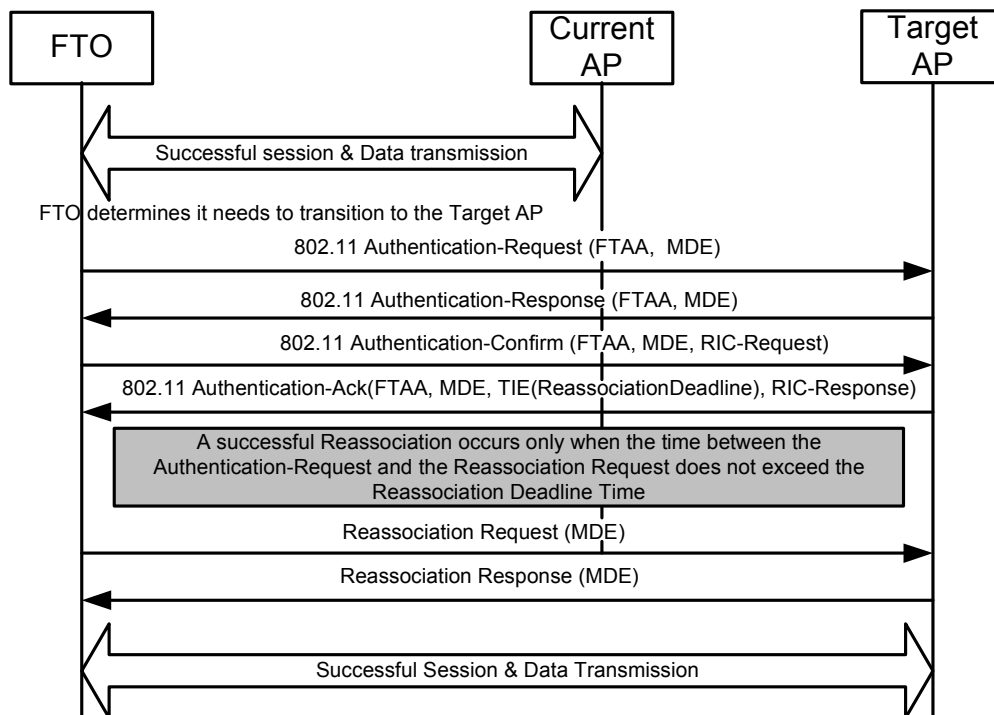 FTO
Current
AP
Target
AP
Successful session & Data transmission
FTO determines it needs to transition to the Target AP
802.11 Authentication-Request (FTAA, MDE)
802.11 Authentication-Response (FTAA, MDE)
802.11 Authentication-Confirm (FTAA, MDE, RIC-Request)
802.11 Authentication-Ack(FTAA, MDE, TIE(ReassociationDeadline), RIC-Response)
A successful Reassociation occurs only when the time between the
Authentication-Request and the Reassociation Request does not exceed the
Reassociation Deadline Time
Reassociation Request (MDE)
Reassociation Response (MDE)
Successful Session & Data Transmission